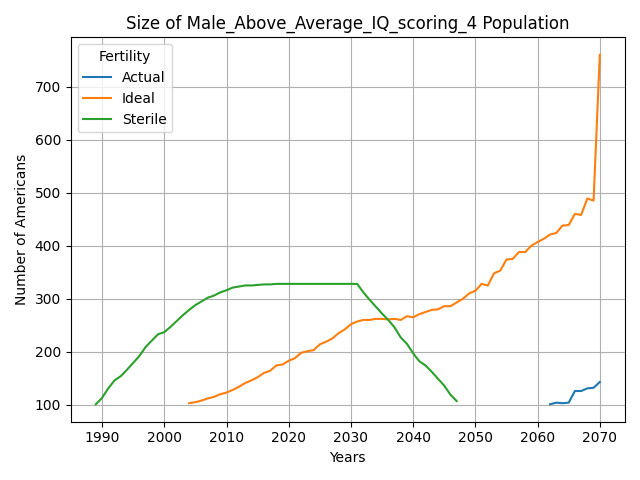 Size of Male_Above_Average_IQ_scoring_4 Population
Fertility
Actual
Ideal
Sterile
Number of Americans
700
600
500
400
300
200
100
1990 2000 2010 2020 2030 2040 2050 2060 2070
Years